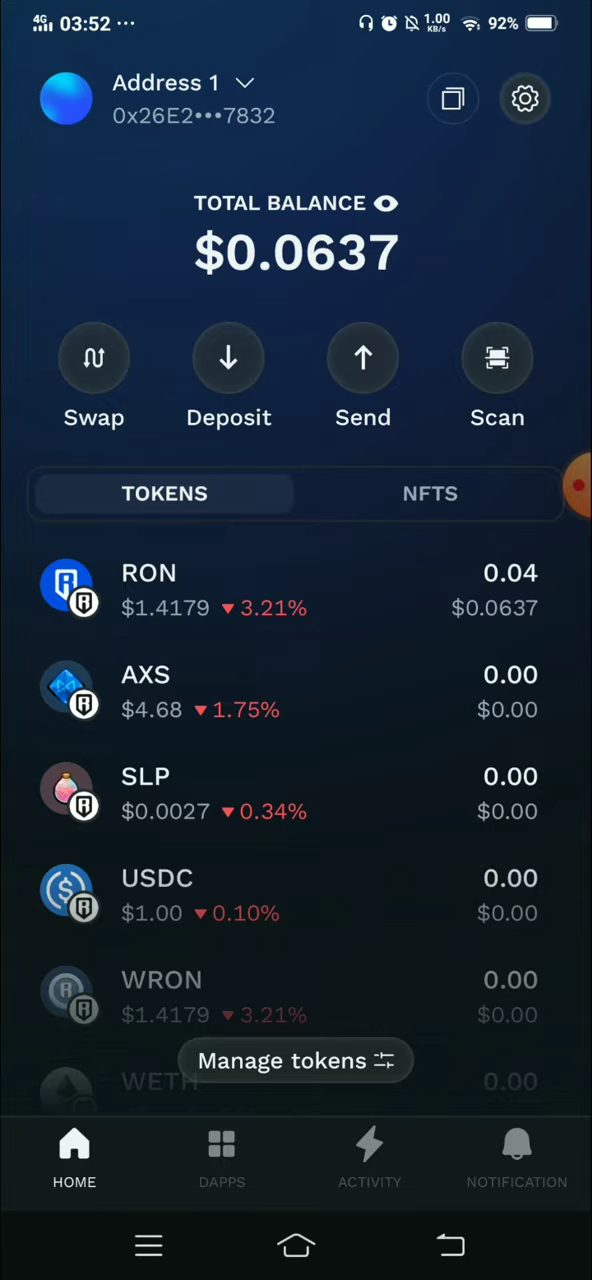 4G 03:52 ··· 1.00 KB/s 92%
Address 1
0x26E2•••7832
TOTAL BALANCE
$0.0637
Swap Deposit Send Scan
TOKENS NFTS
RON 0.04
$1.4179 ▼3.21% $0.0637
AXS 0.00
$4.68 ▼1.75% $0.00
SLP 0.00
$0.0027 ▼0.34% $0.00
USDC 0.00
$1.00 ▼0.10% $0.00
WRON 0.00
$1.4179 ▼3.21% $0.00
Manage tokens
WETH 0.00
HOME DAPPS ACTIVITY NOTIFICATION